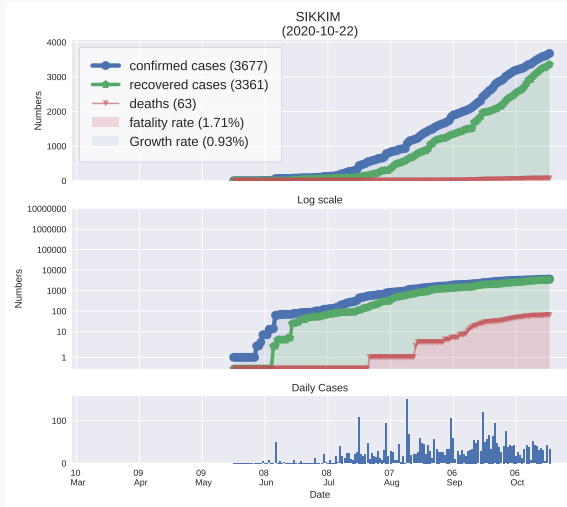 SIKKIM
(2020-10-22)
4000
3000
2000
1000
0
Numbers
confirmed cases (3677)
recovered cases (3361)
deaths (63)
fatality rate (1.71%)
Growth rate (0.93%)
Log scale
10000000
1000000
100000
10000
1000
100
10
1
Numbers
Daily Cases
100
0
10 09 09 08 08 07 06 06
Mar Apr May Jun Jul Aug Sep Oct
Date